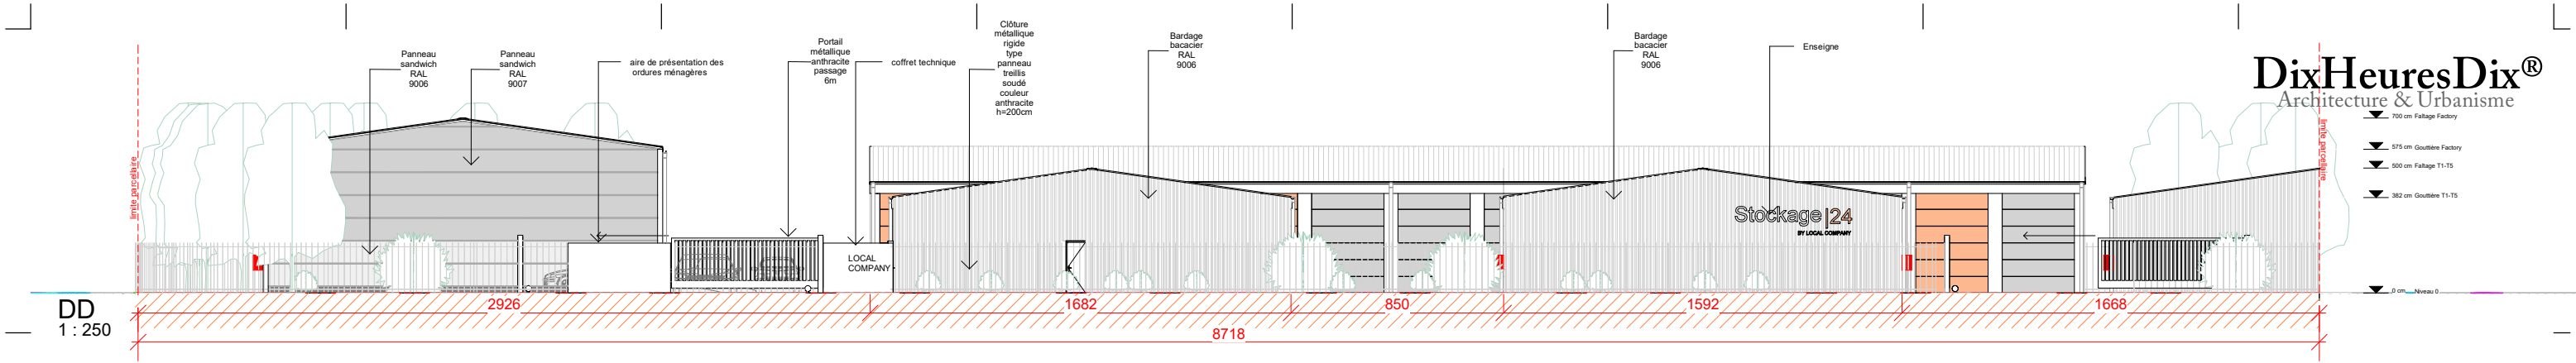 Panneau
sandwich
RAL
9006
Panneau
sandwich
RAL
9007
aire de présentation des
ordures ménagères
Portail
métallique
anthracite
passage
6m
coffret technique
Clôture
métallique
rigide
type
panneau
treillis
soudé
couleur
anthracite
h=200cm
Bardage
bacacier
RAL
9006
Bardage
bacacier
RAL
9006
Enseigne
DixHeuresDix®
Architecture & Urbanisme
700 cm Faîtage Factory
575 cm Gouttière Factory
500 cm Faîtage T1-T5
382 cm Gouttière T1-T5
0 cm Niveau 0
limite parcellaire
limite parcellaire
Stockage|24
BY LOCAL COMPANY
LOCAL
COMPANY
DD
1 : 250
2926
1682
850
1592
1668
8718